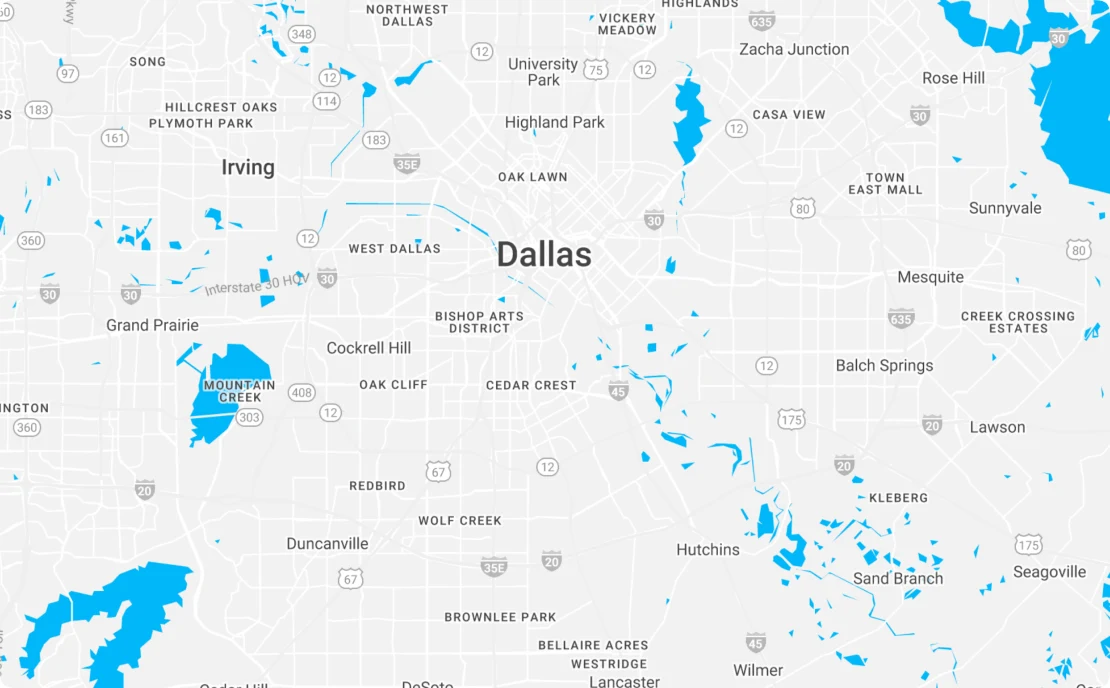 HIGHLANDS
NORTHWEST
DALLAS
VICKERY
MEADOW
635
348
30
12
Zacha Junction
SONG
University
Park
75
12
97
12
Rose Hill
114
HILLCREST OAKS
PLYMOTH PARK
183
30
CASA VIEW
Highland Park
12
161
183
35E
Irving
OAK LAWN
TOWN
EAST MALL
80
Sunnyvale
30
360
12
WEST DALLAS
Dallas
80
Mesquite
Interstate 30 HOV
30
30
30
635
Grand Prairie
BISHOP ARTS
DISTRICT
CREEK CROSSING
ESTATES
Cockrell Hill
12
Balch Springs
MOUNTAIN
CREEK
OAK CLIFF
CEDAR CREST
408
45
INGTON
12
303
175
360
20
Lawson
67
12
20
20
REDBIRD
KLEBERG
WOLF CREEK
Duncanville
Hutchins
175
35E
20
67
Sand Branch
Seagoville
BROWNLEE PARK
BELLAIRE ACRES
45
WESTRIDGE
Wilmer
Lancaster
Cedar Hill
DeSoto